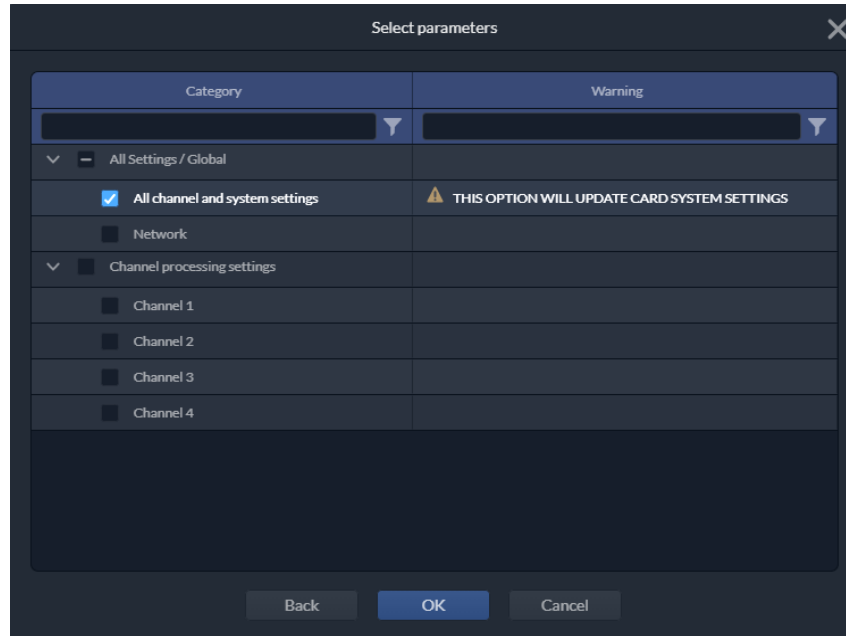 Select parameters
Category Warning
All Settings / Global
All channel and system settings THIS OPTION WILL UPDATE CARD SYSTEM SETTINGS
Network
Channel processing settings
Channel 1
Channel 2
Channel 3
Channel 4
Back OK Cancel